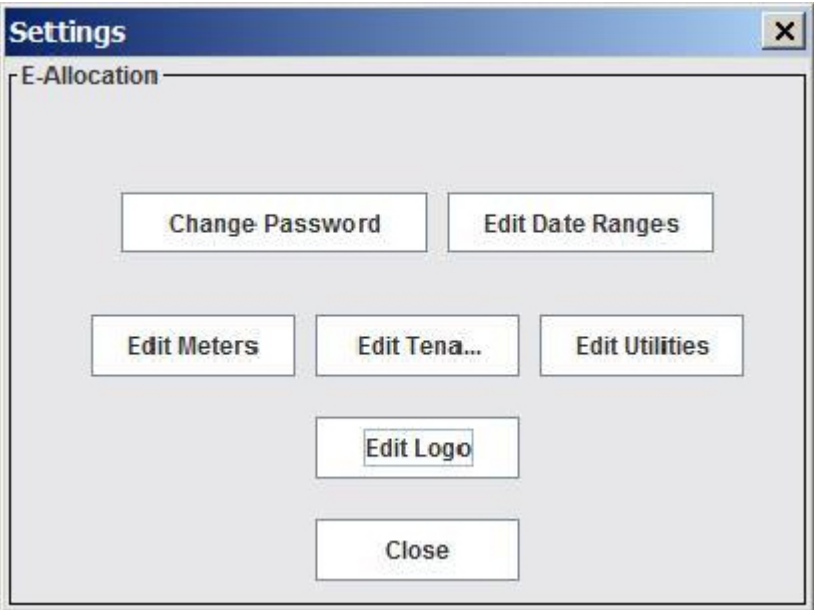 Settings
E-Allocation
Change Password Edit Date Ranges
Edit Meters Edit Tena... Edit Utilities
Edit Logo
Close